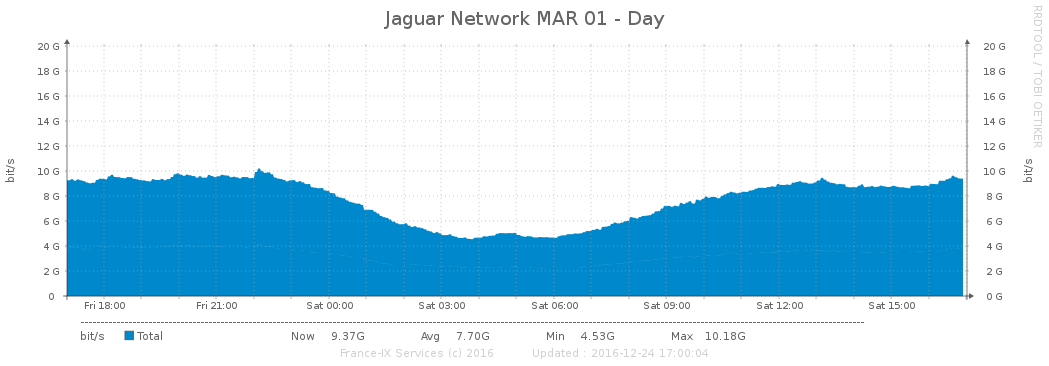 Jaguar Network MAR 01 - Day
RRDTOOL / TOBI OETIKER
bit/s
bit/s
20 G 20 G
18 G 18 G
16 G 16 G
14 G 14 G
12 G 12 G
10 G 10 G
8 G 8 G
6 G 6 G
4 G 4 G
2 G 2 G
0 0 G
Fri 18:00 Fri 21:00 Sat 00:00 Sat 03:00 Sat 06:00 Sat 09:00 Sat 12:00 Sat 15:00
bit/s Total Now 9.37G Avg 7.70G Min 4.53G Max 10.18G
France-IX Services (c) 2016 Updated : 2016-12-24 17:00:04